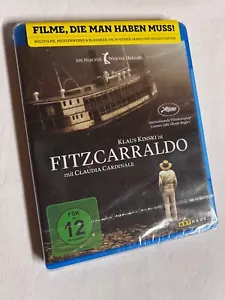 FILME, DIE MAN HABEN MUSS!
EIN FILM VON WERNER HERZOG
KLAUS KINSKI IST
FITZCARRALDO
MIT CLAUDIA CARDINALE
FSK
12
ARTHAUS